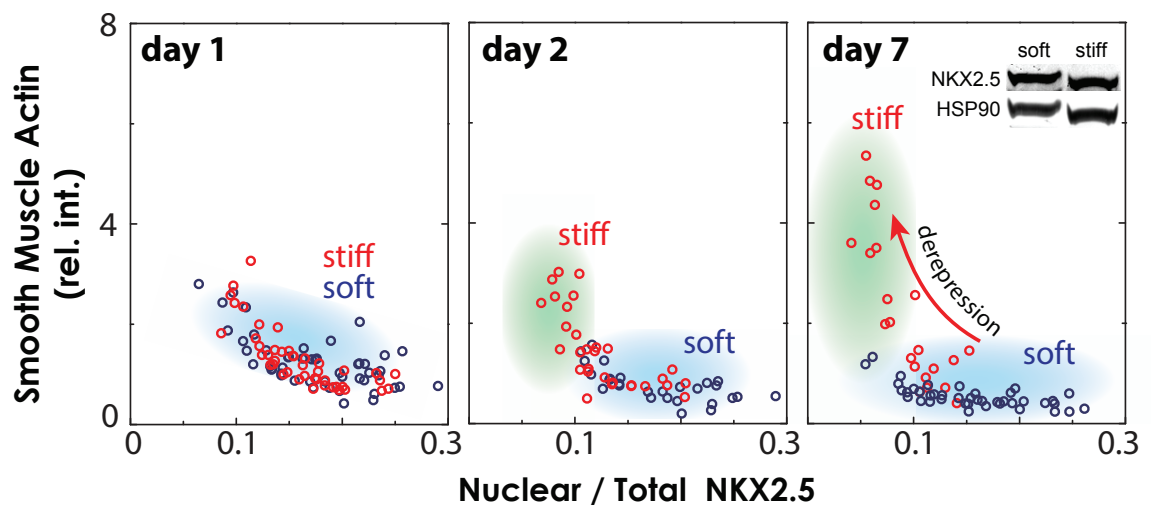 8
4
0
Smooth Muscle Actin
(rel. int.)
day 1
stiff
soft
0
0.1
0.3
day 2
stiff
soft
0.1
0.3
day 7
soft stiff
NKX2.5
HSP90
stiff
derepression
soft
0.1
0.3
Nuclear / Total NKX2.5